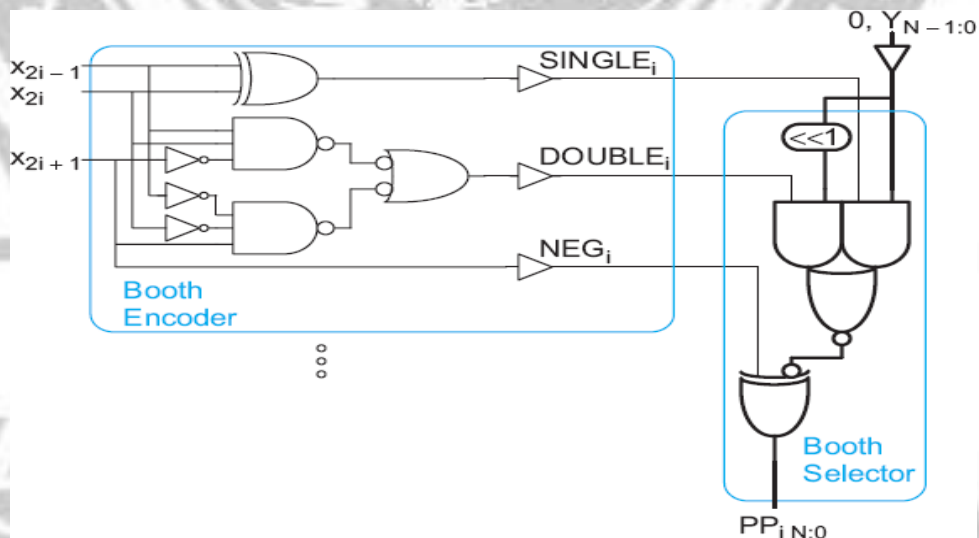 0, Y_{N – 1:0}
x_{2i – 1}
x_{2i}
x_{2i + 1}
SINGLE_i
DOUBLE_i
NEG_i
<<1
Booth
Encoder
Booth
Selector
PP_{i N:0}